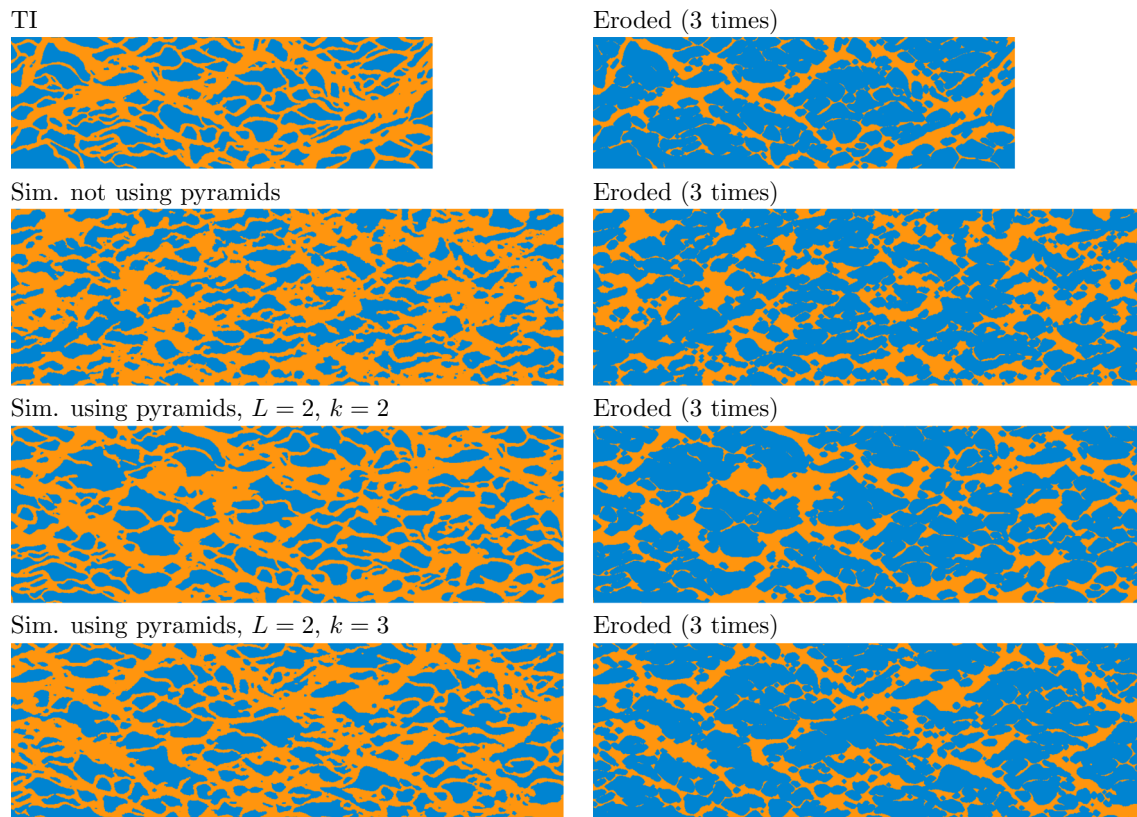 TI
Eroded (3 times)
Sim. not using pyramids
Eroded (3 times)
Sim. using pyramids, L = 2, k = 2
Eroded (3 times)
Sim. using pyramids, L = 2, k = 3
Eroded (3 times)